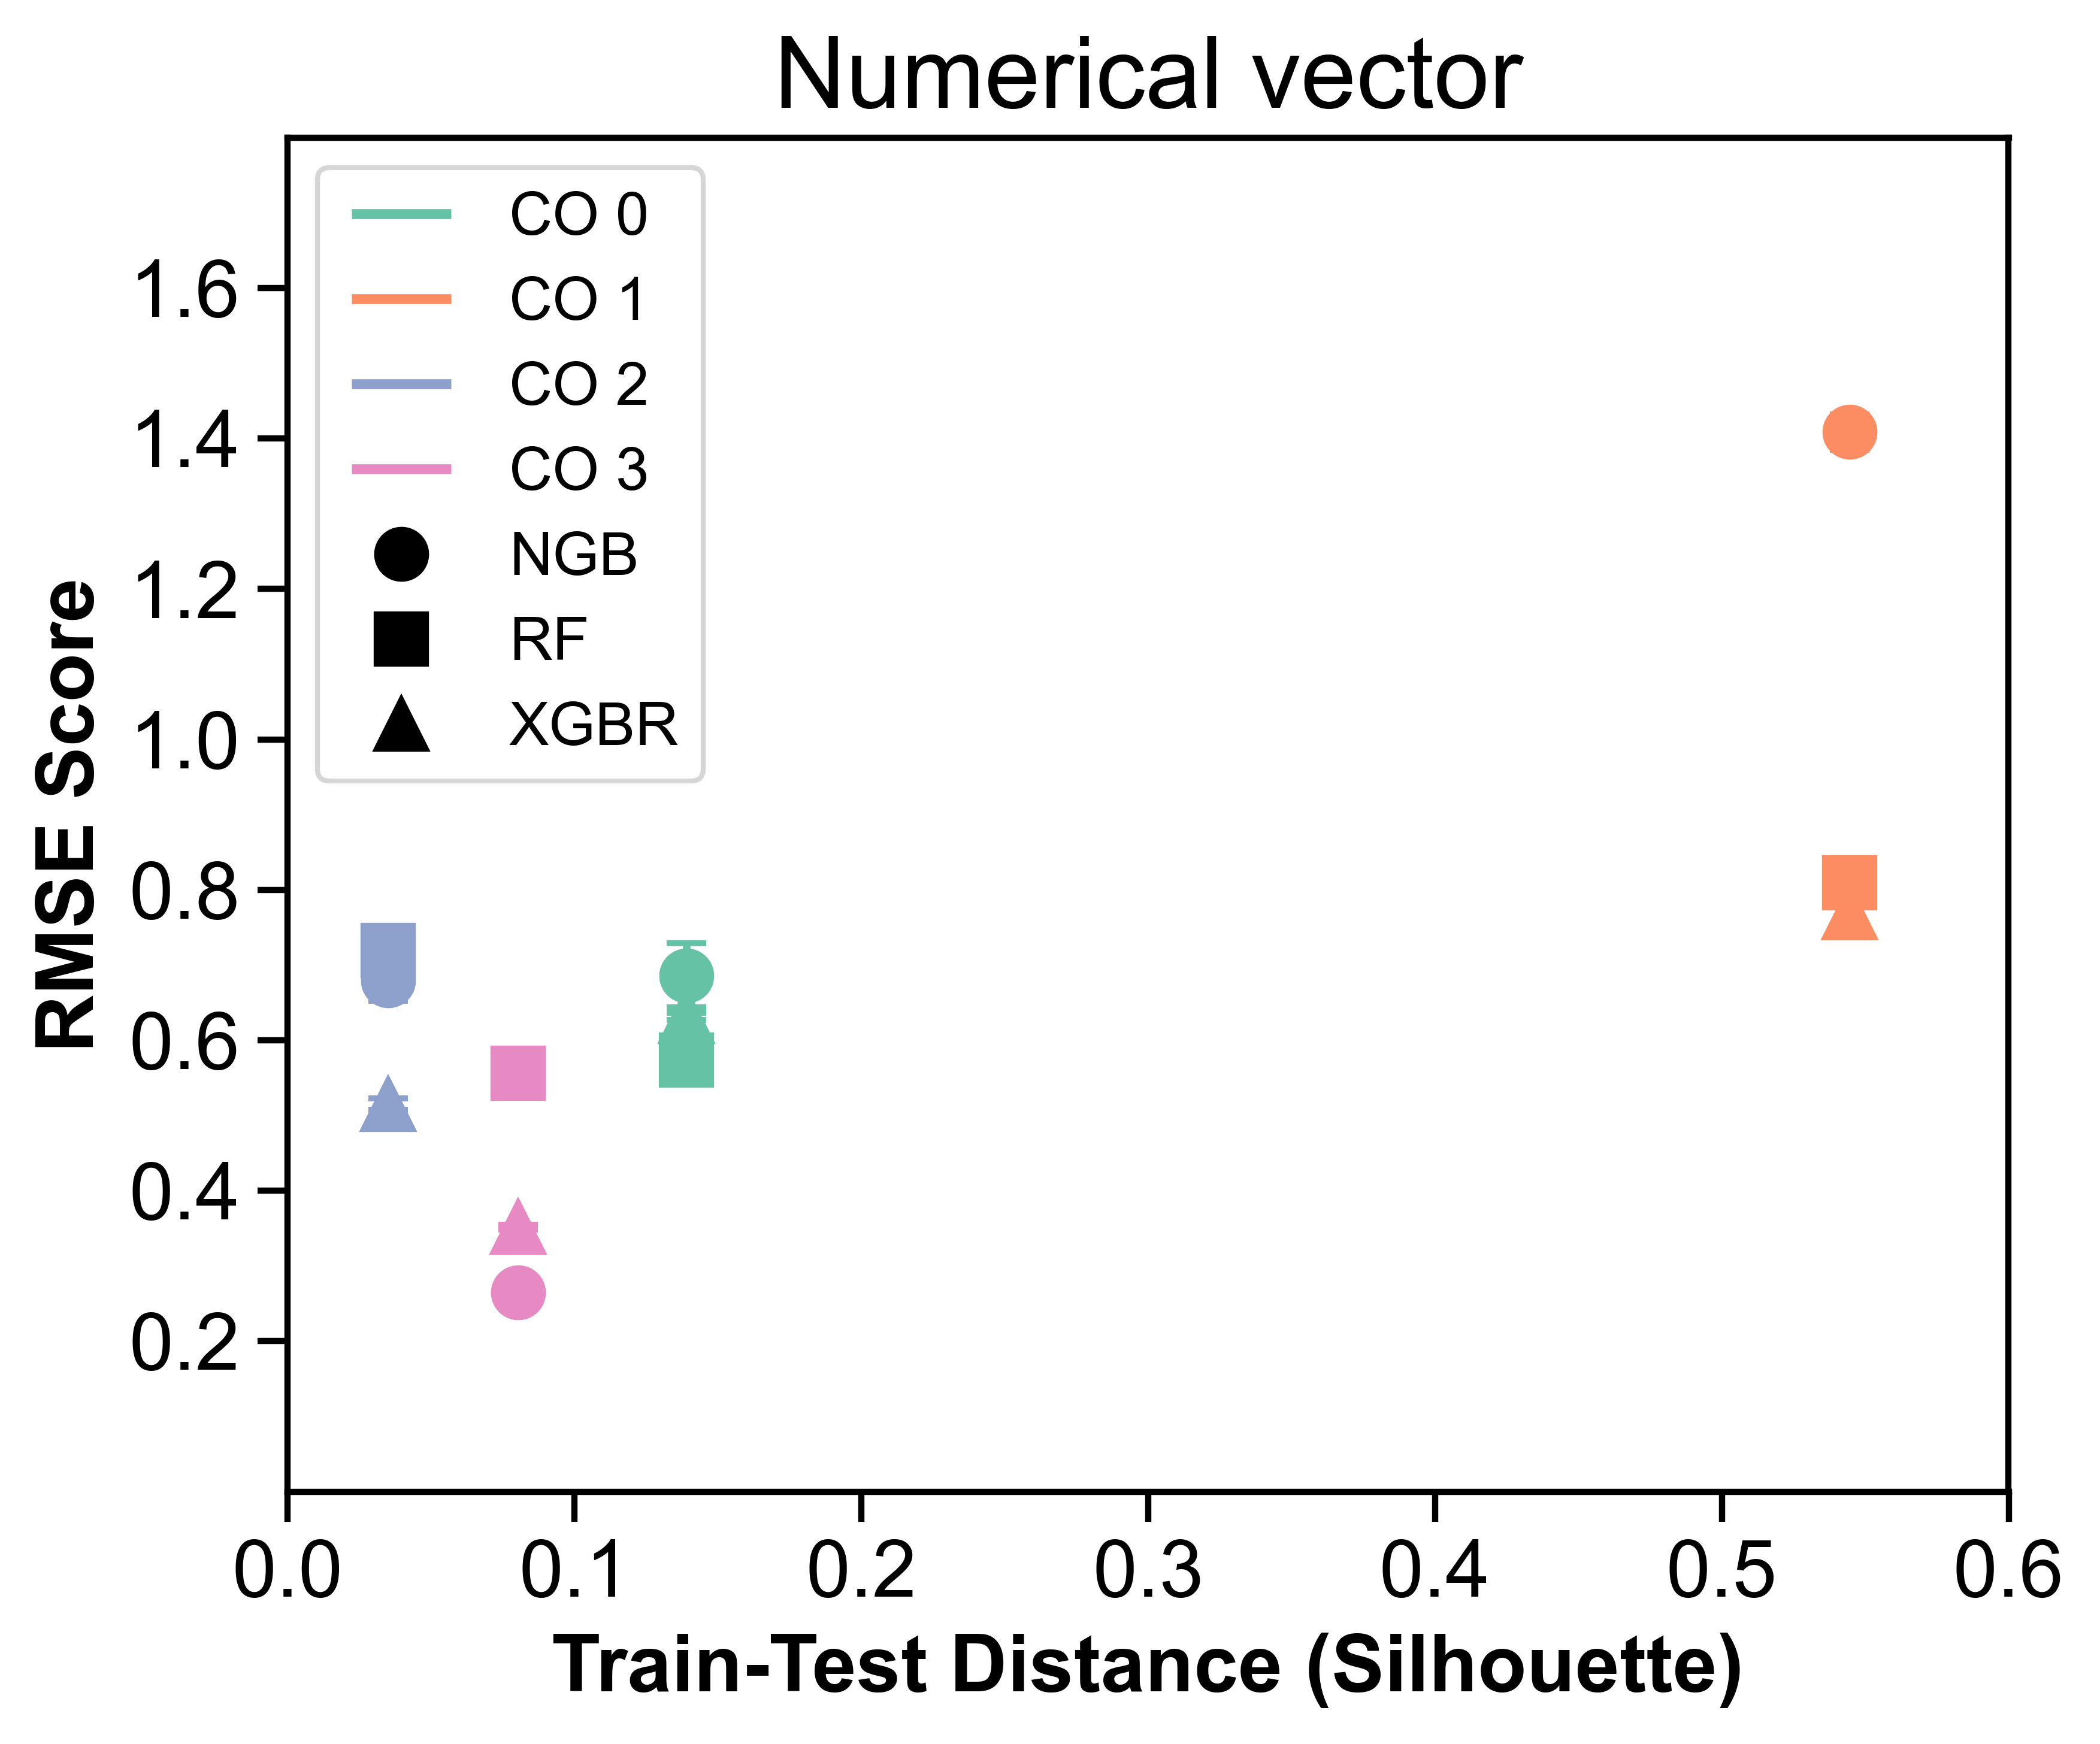 Numerical vector
CO 0
CO 1
CO 2
CO 3
NGB
RF
XGBR
1.6
1.4
1.2
1.0
0.8
0.6
0.4
0.2
RMSE Score
0.0 0.1 0.2 0.3 0.4 0.5 0.6
Train-Test Distance (Silhouette)